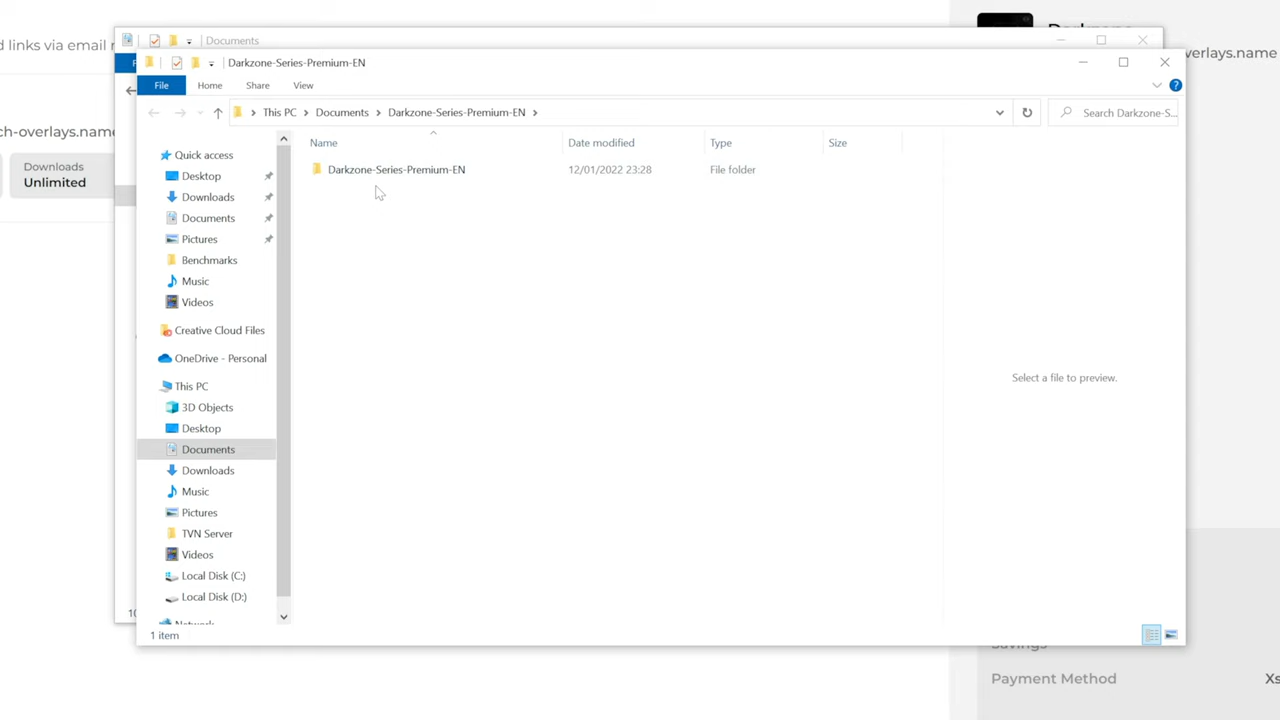 Documents
Darkzone-Series-Premium-EN
File
Home
Share
View
This PC
Documents
Darkzone-Series-Premium-EN
Search Darkzone-S...
Name
Date modified
Type
Size
Darkzone-Series-Premium-EN
12/01/2022 23:28
File folder
Quick access
Desktop
Downloads
Documents
Pictures
Benchmarks
Music
Videos
Creative Cloud Files
OneDrive - Personal
This PC
3D Objects
Desktop
Documents
Downloads
Music
Pictures
TVN Server
Videos
Local Disk (C:)
Local Disk (D:)
Network
1 item
Select a file to preview.
d links via email
ch-overlays.name
Downloads
Unlimited
verlays.name
Savings
Payment Method
Xs